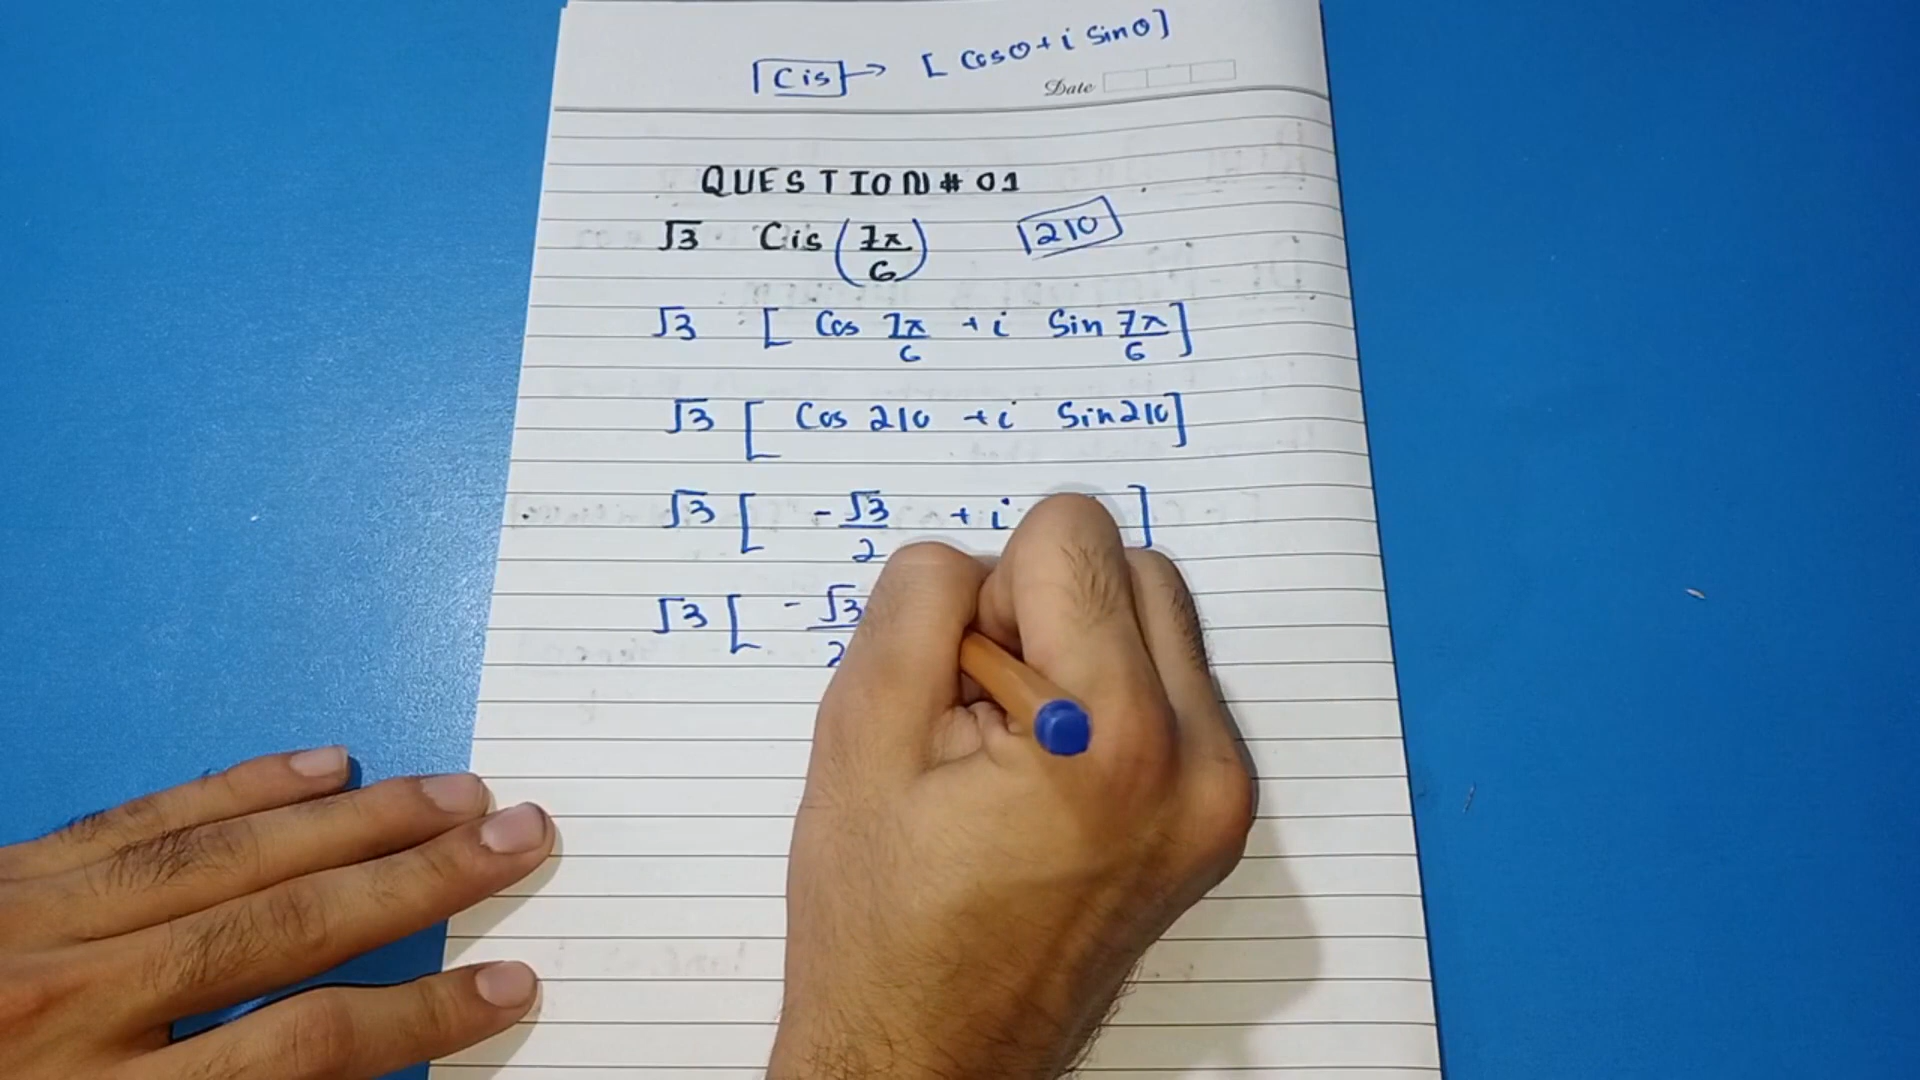 Cis → [ Cosθ + i Sinθ ]
Date
QUESTION # 01
√3 Cis (7π/6) 210
√3 [ Cos 7π/6 + i Sin 7π/6 ]
√3 [ Cos 210 + i Sin 210 ]
√3 [ -√3/2 + i ]
√3 [ -√3/2